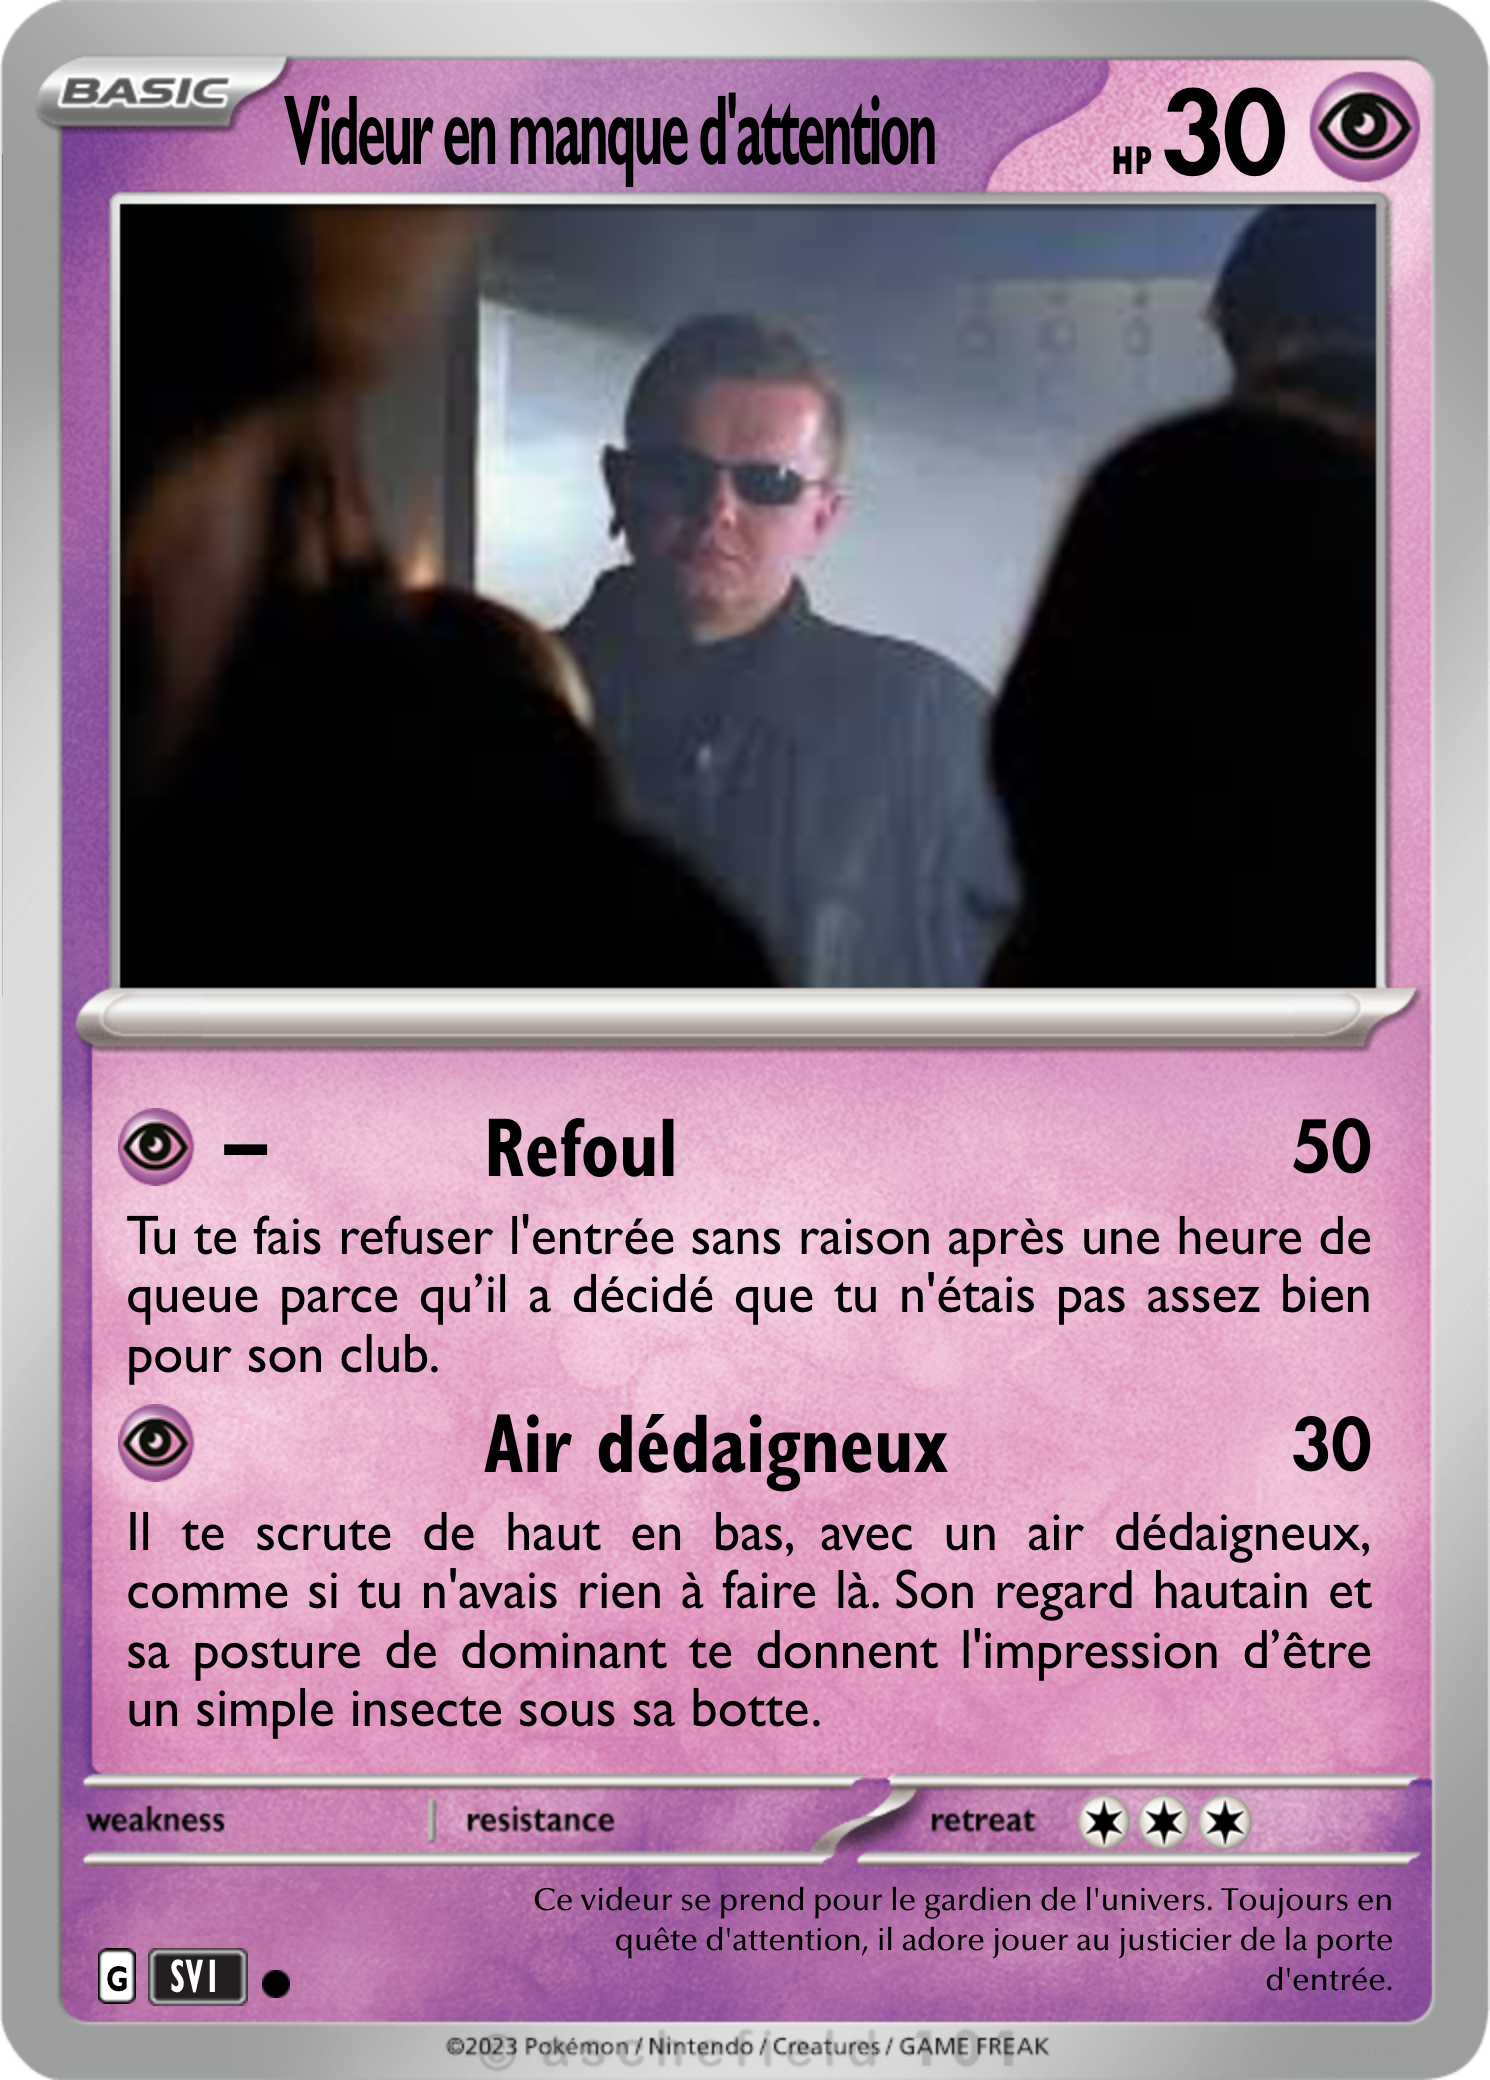 BASIC
Videur en manque d'attention
HP 30
– Refoul 50
Tu te fais refuser l'entrée sans raison après une heure de
queue parce qu’il a décidé que tu n'étais pas assez bien
pour son club.
Air dédaigneux 30
Il te scrute de haut en bas, avec un air dédaigneux,
comme si tu n'avais rien à faire là. Son regard hautain et
sa posture de dominant te donnent l'impression d’être
un simple insecte sous sa botte.
weakness resistance retreat
Ce videur se prend pour le gardien de l'univers. Toujours en
quête d'attention, il adore jouer au justicier de la porte
d'entrée.
G SVI
©2023 Pokémon / Nintendo / Creatures / GAME FREAK